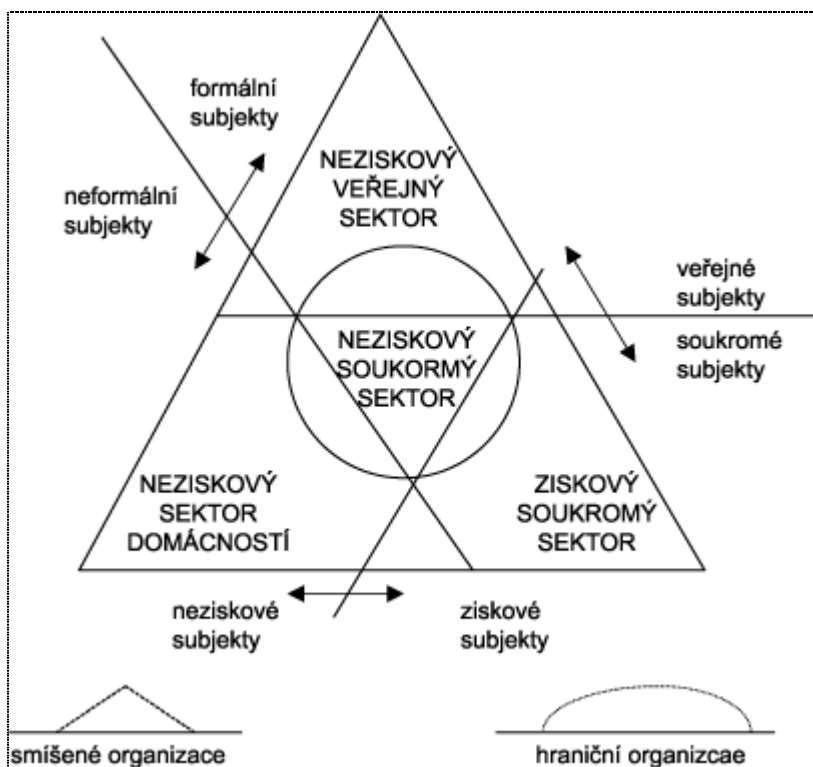 formální
subjekty
neformální
subjekty
NEZISKOVÝ
VEŘEJNÝ
SEKTOR
veřejné
subjekty
soukromé
subjekty
NEZISKOVÝ
SOUKORMÝ
SEKTOR
NEZISKOVÝ
SEKTOR
DOMÁCNOSTÍ
ZISKOVÝ
SOUKROMÝ
SEKTOR
neziskové
subjekty
ziskové
subjekty
smíšené organizace
hraniční organizcae